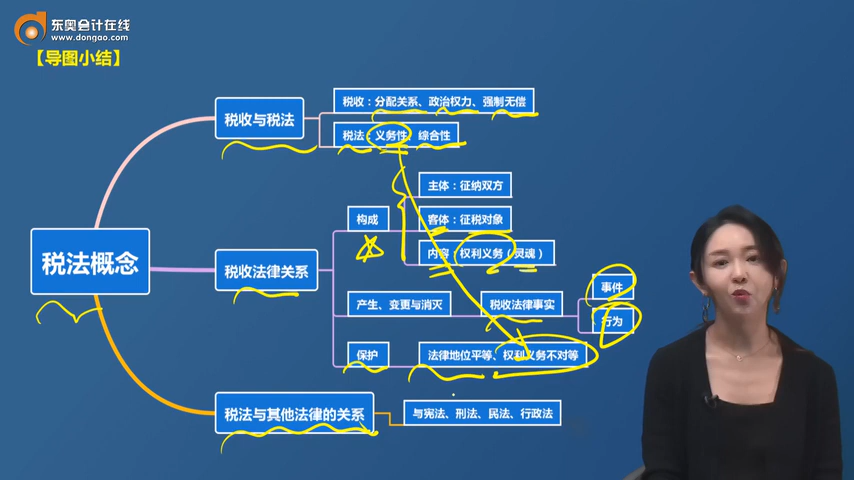 东奥会计在线
www.dongao.com
【导图小结】
税法概念
税收与税法
税收：分配关系、政治权力、强制无偿
税法：义务性、综合性
税收法律关系
构成
主体：征纳双方
客体：征税对象
内容：权利义务（灵魂）
产生、变更与消灭
税收法律事实
事件
行为
保护
法律地位平等、权利义务不对等
税法与其他法律的关系
与宪法、刑法、民法、行政法